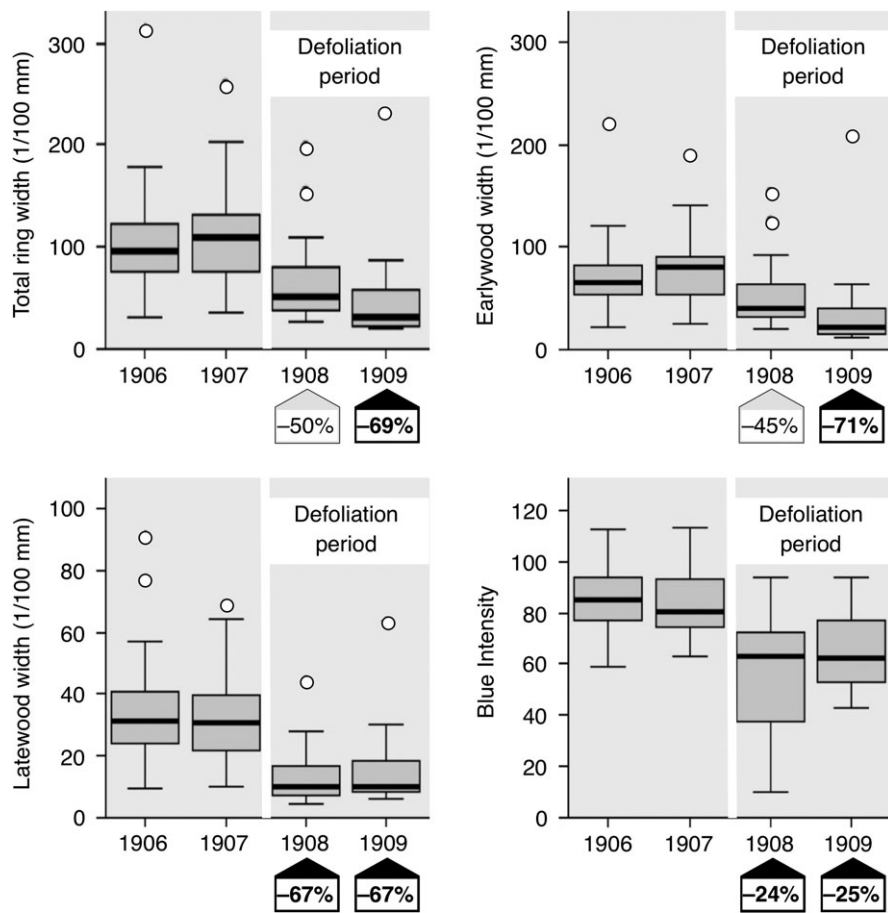 Total ring width (1/100 mm)
300
200
100
0
Defoliation
period
1906 1907 1908 1909
–50% –69%
Earlywood width (1/100 mm)
300
200
100
0
Defoliation
period
1906 1907 1908 1909
–45% –71%
Latewood width (1/100 mm)
100
80
60
40
20
0
Defoliation
period
1906 1907 1908 1909
–67% –67%
Blue Intensity
120
100
80
60
40
20
0
Defoliation
period
1906 1907 1908 1909
–24% –25%